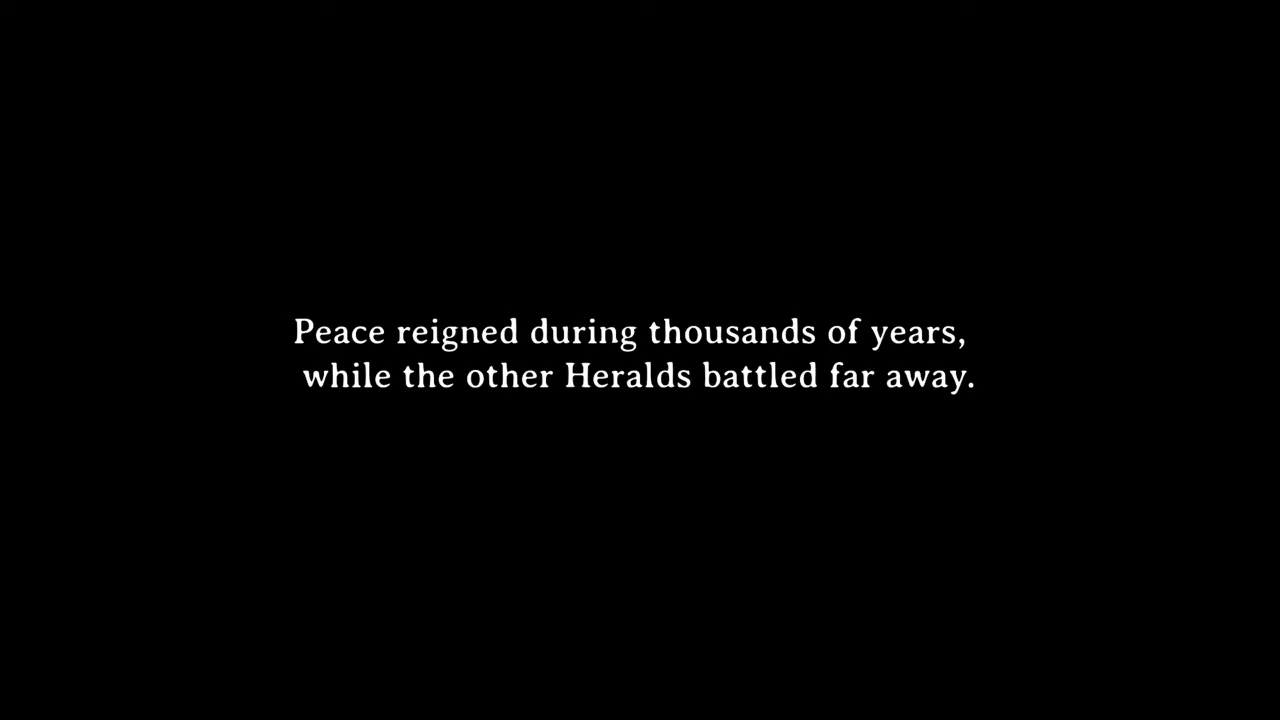 Peace reigned during thousands of years,
while the other Heralds battled far away.